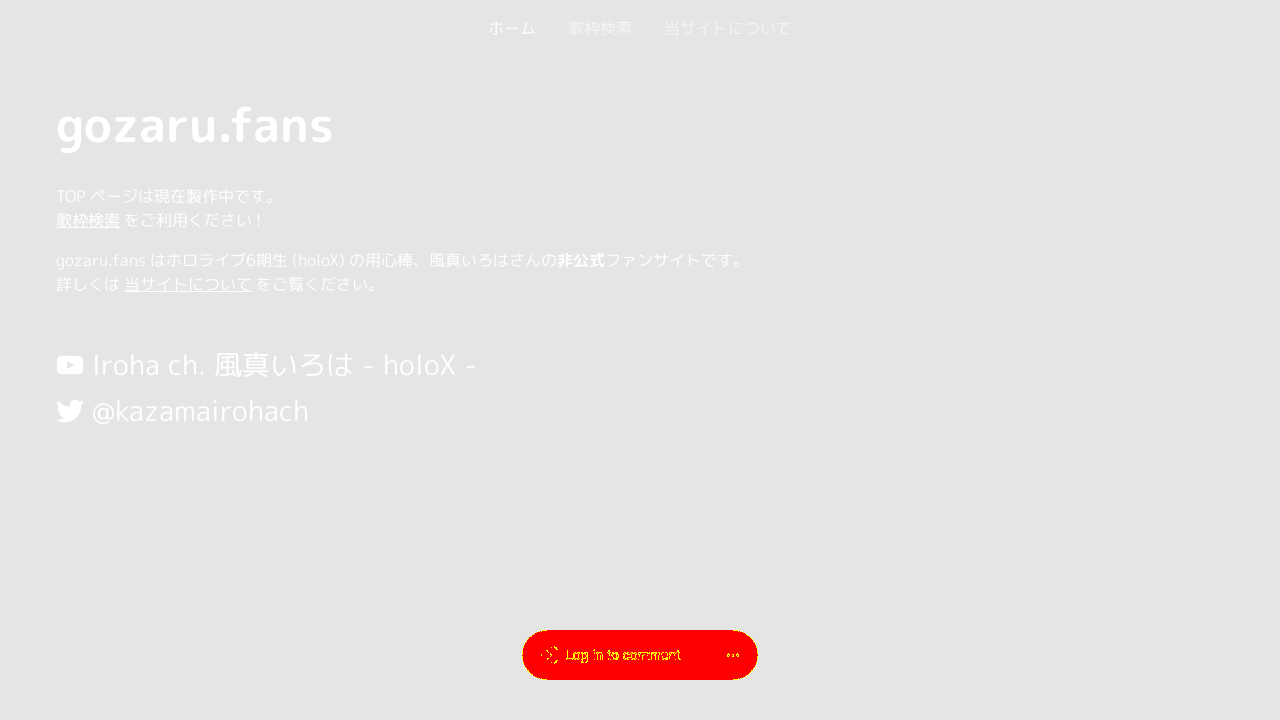 ホーム 歌枠検索 当サイトについて
gozaru.fans
TOP ページは現在製作中です。
歌枠検索 をご利用ください!
gozaru.fans はホロライブ6期生 (holoX) の用心棒、風真いろはさんの非公式ファンサイトです。
詳しくは 当サイトについて をご覧ください。
Iroha ch. 風真いろは - holoX -
@kazamairohach
Log in to comment